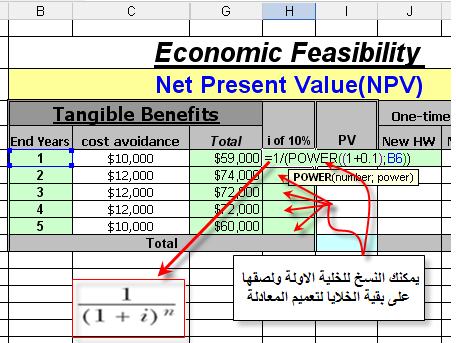 B C G H I J
Economic Feasibility
Net Present Value(NPV)
Tangible Benefits One-time
End Years cost avoidance Total i of 10% PV New HW
1 $10,000 $59,000 =1/(POWER((1+0.1);B6))
2 $12,000 $74,000 POWER(number; power)
3 $12,000 $72,000
4 $12,000 $72,000
5 $10,000 $60,000
Total
يمكنك النسخ للخلية الاولة ولصقها
على بقية الخلايا لتعميم المعادلة
1
(1 + i)ⁿ